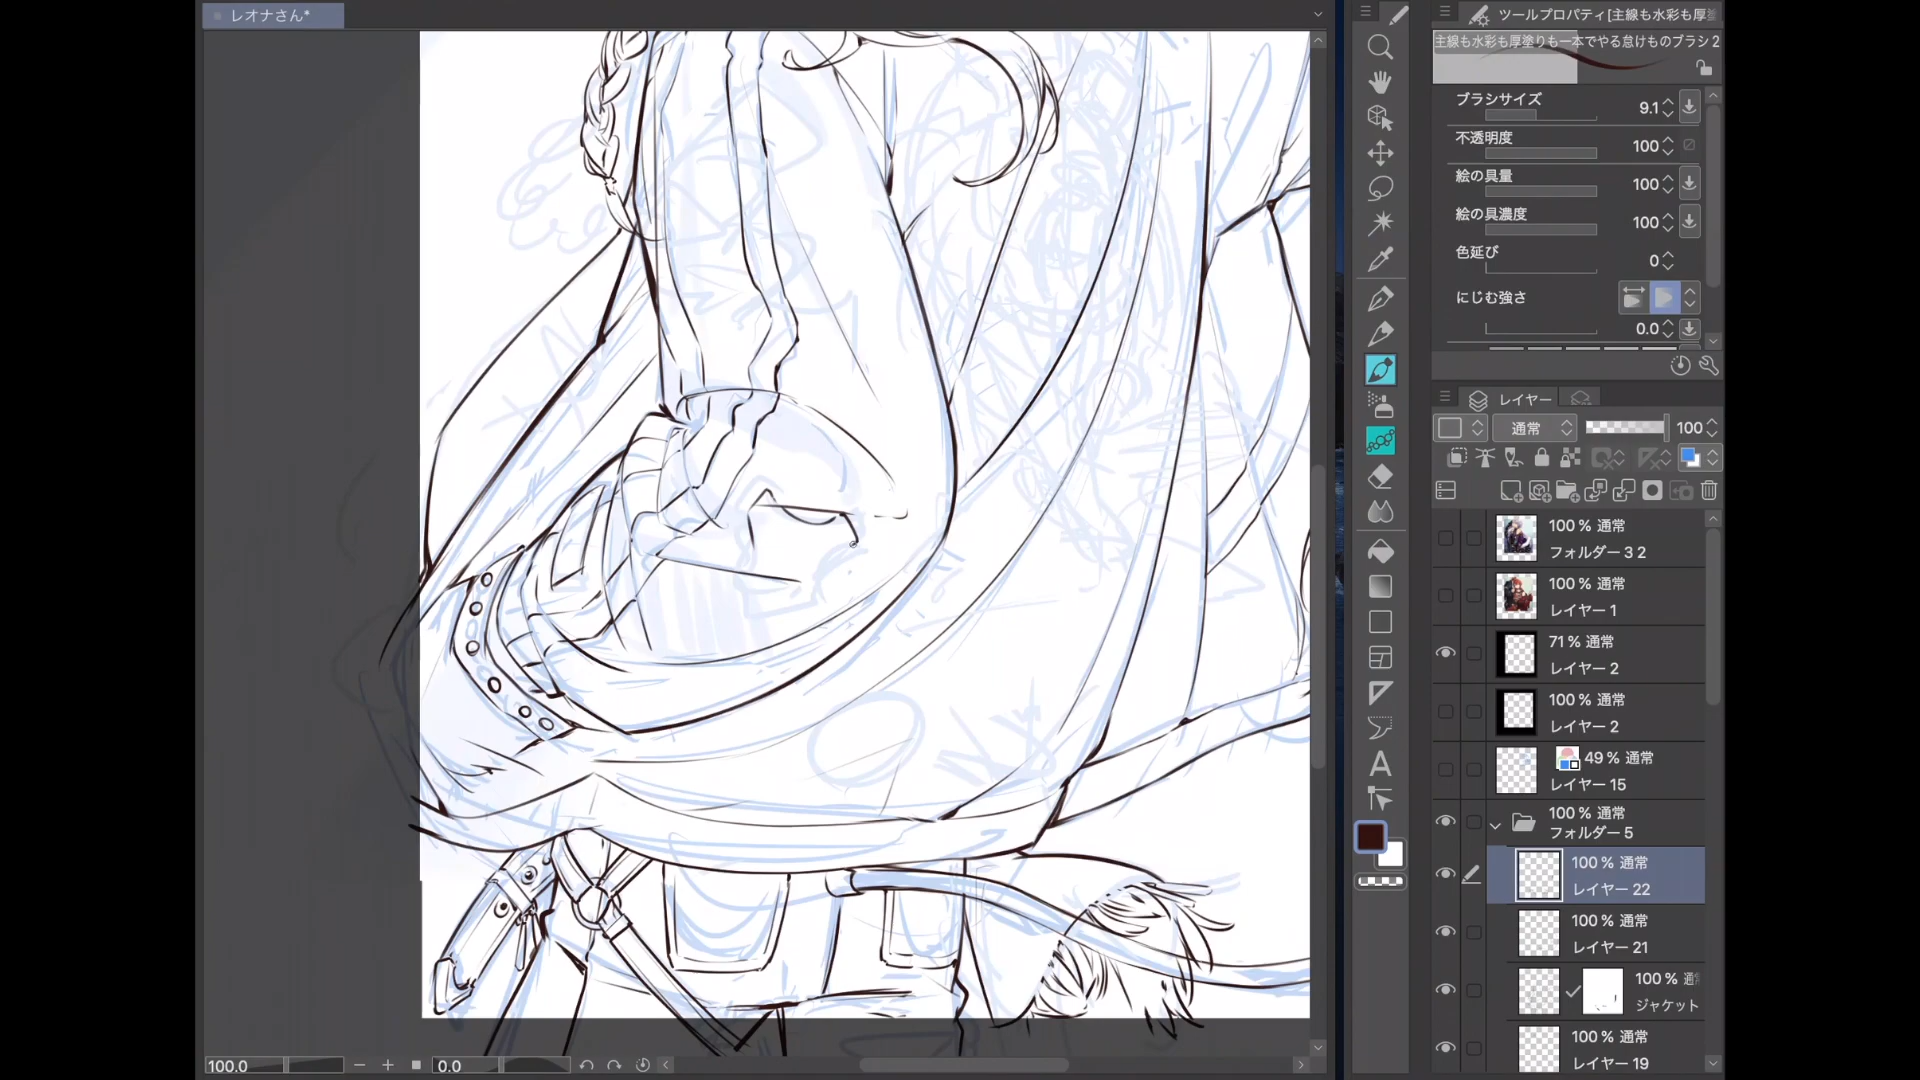 レオナさん*
ツールプロパティ[主線も水彩も厚塗
主線も水彩も厚塗りも一本でやる怠けものブラシ2
ブラシサイズ
9.1
不透明度
100
絵の具量
100
絵の具濃度
100
色延び
0
にじむ強さ
0.0
レイヤー
通常
100
100 % 通常
フォルダー 3 2
100 % 通常
レイヤー 1
71 % 通常
レイヤー 2
100 % 通常
レイヤー 2
49 % 通常
レイヤー 15
100 % 通常
フォルダー 5
100 % 通常
レイヤー 22
100 % 通常
レイヤー 21
100 % 通
ジャケット
100 % 通常
レイヤー 19
100.0
0.0